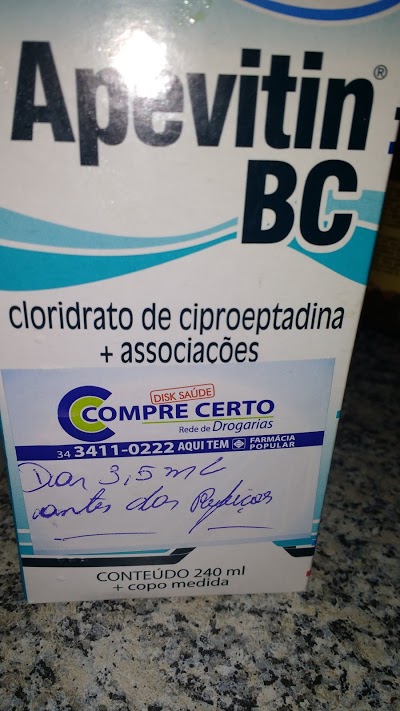 Apevitin®
BC
cloridrato de ciproeptadina
+ associações
DISK SAÚDE
COMPRE CERTO
Rede de Drogarias
34 3411-0222 AQUI TEM FARMÁCIA POPULAR
Dar 3,5 ml
antes das Refeições
CONTEÚDO 240 ml
+ copo medida